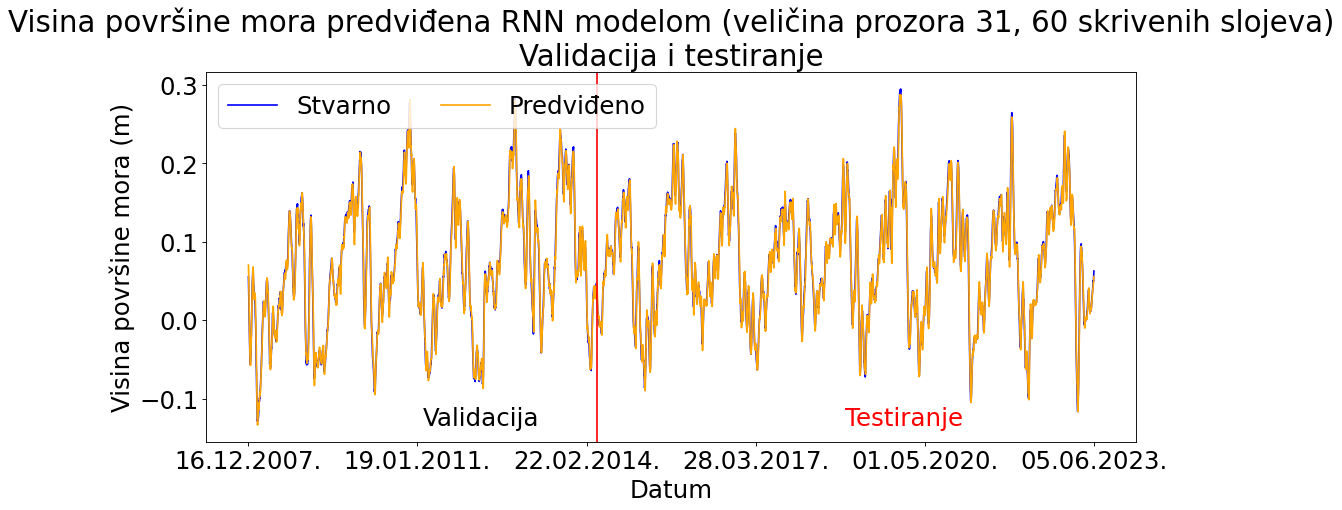 Visina površine mora predviđena RNN modelom (veličina prozora 31, 60 skrivenih slojeva)
Validacija i testiranje
Stvarno
Predviđeno
Visina površine mora (m)
0.3
0.2
0.1
0.0
−0.1
Validacija
Testiranje
16.12.2007.
19.01.2011.
22.02.2014.
28.03.2017.
01.05.2020.
05.06.2023.
Datum